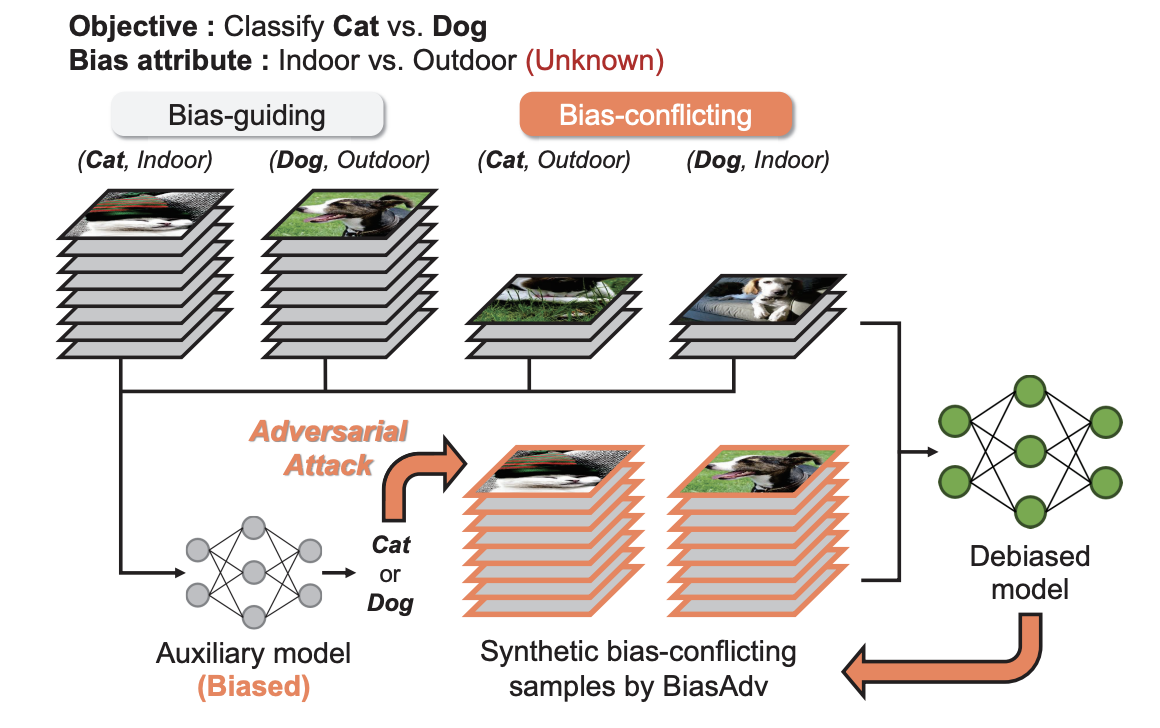 Objective : Classify Cat vs. Dog
Bias attribute : Indoor vs. Outdoor (Unknown)
Bias-guiding
Bias-conflicting
(Cat, Indoor)
(Dog, Outdoor)
(Cat, Outdoor)
(Dog, Indoor)
Adversarial
Attack
Cat
or
Dog
Auxiliary model
(Biased)
Synthetic bias-conflicting
samples by BiasAdv
Debiased
model